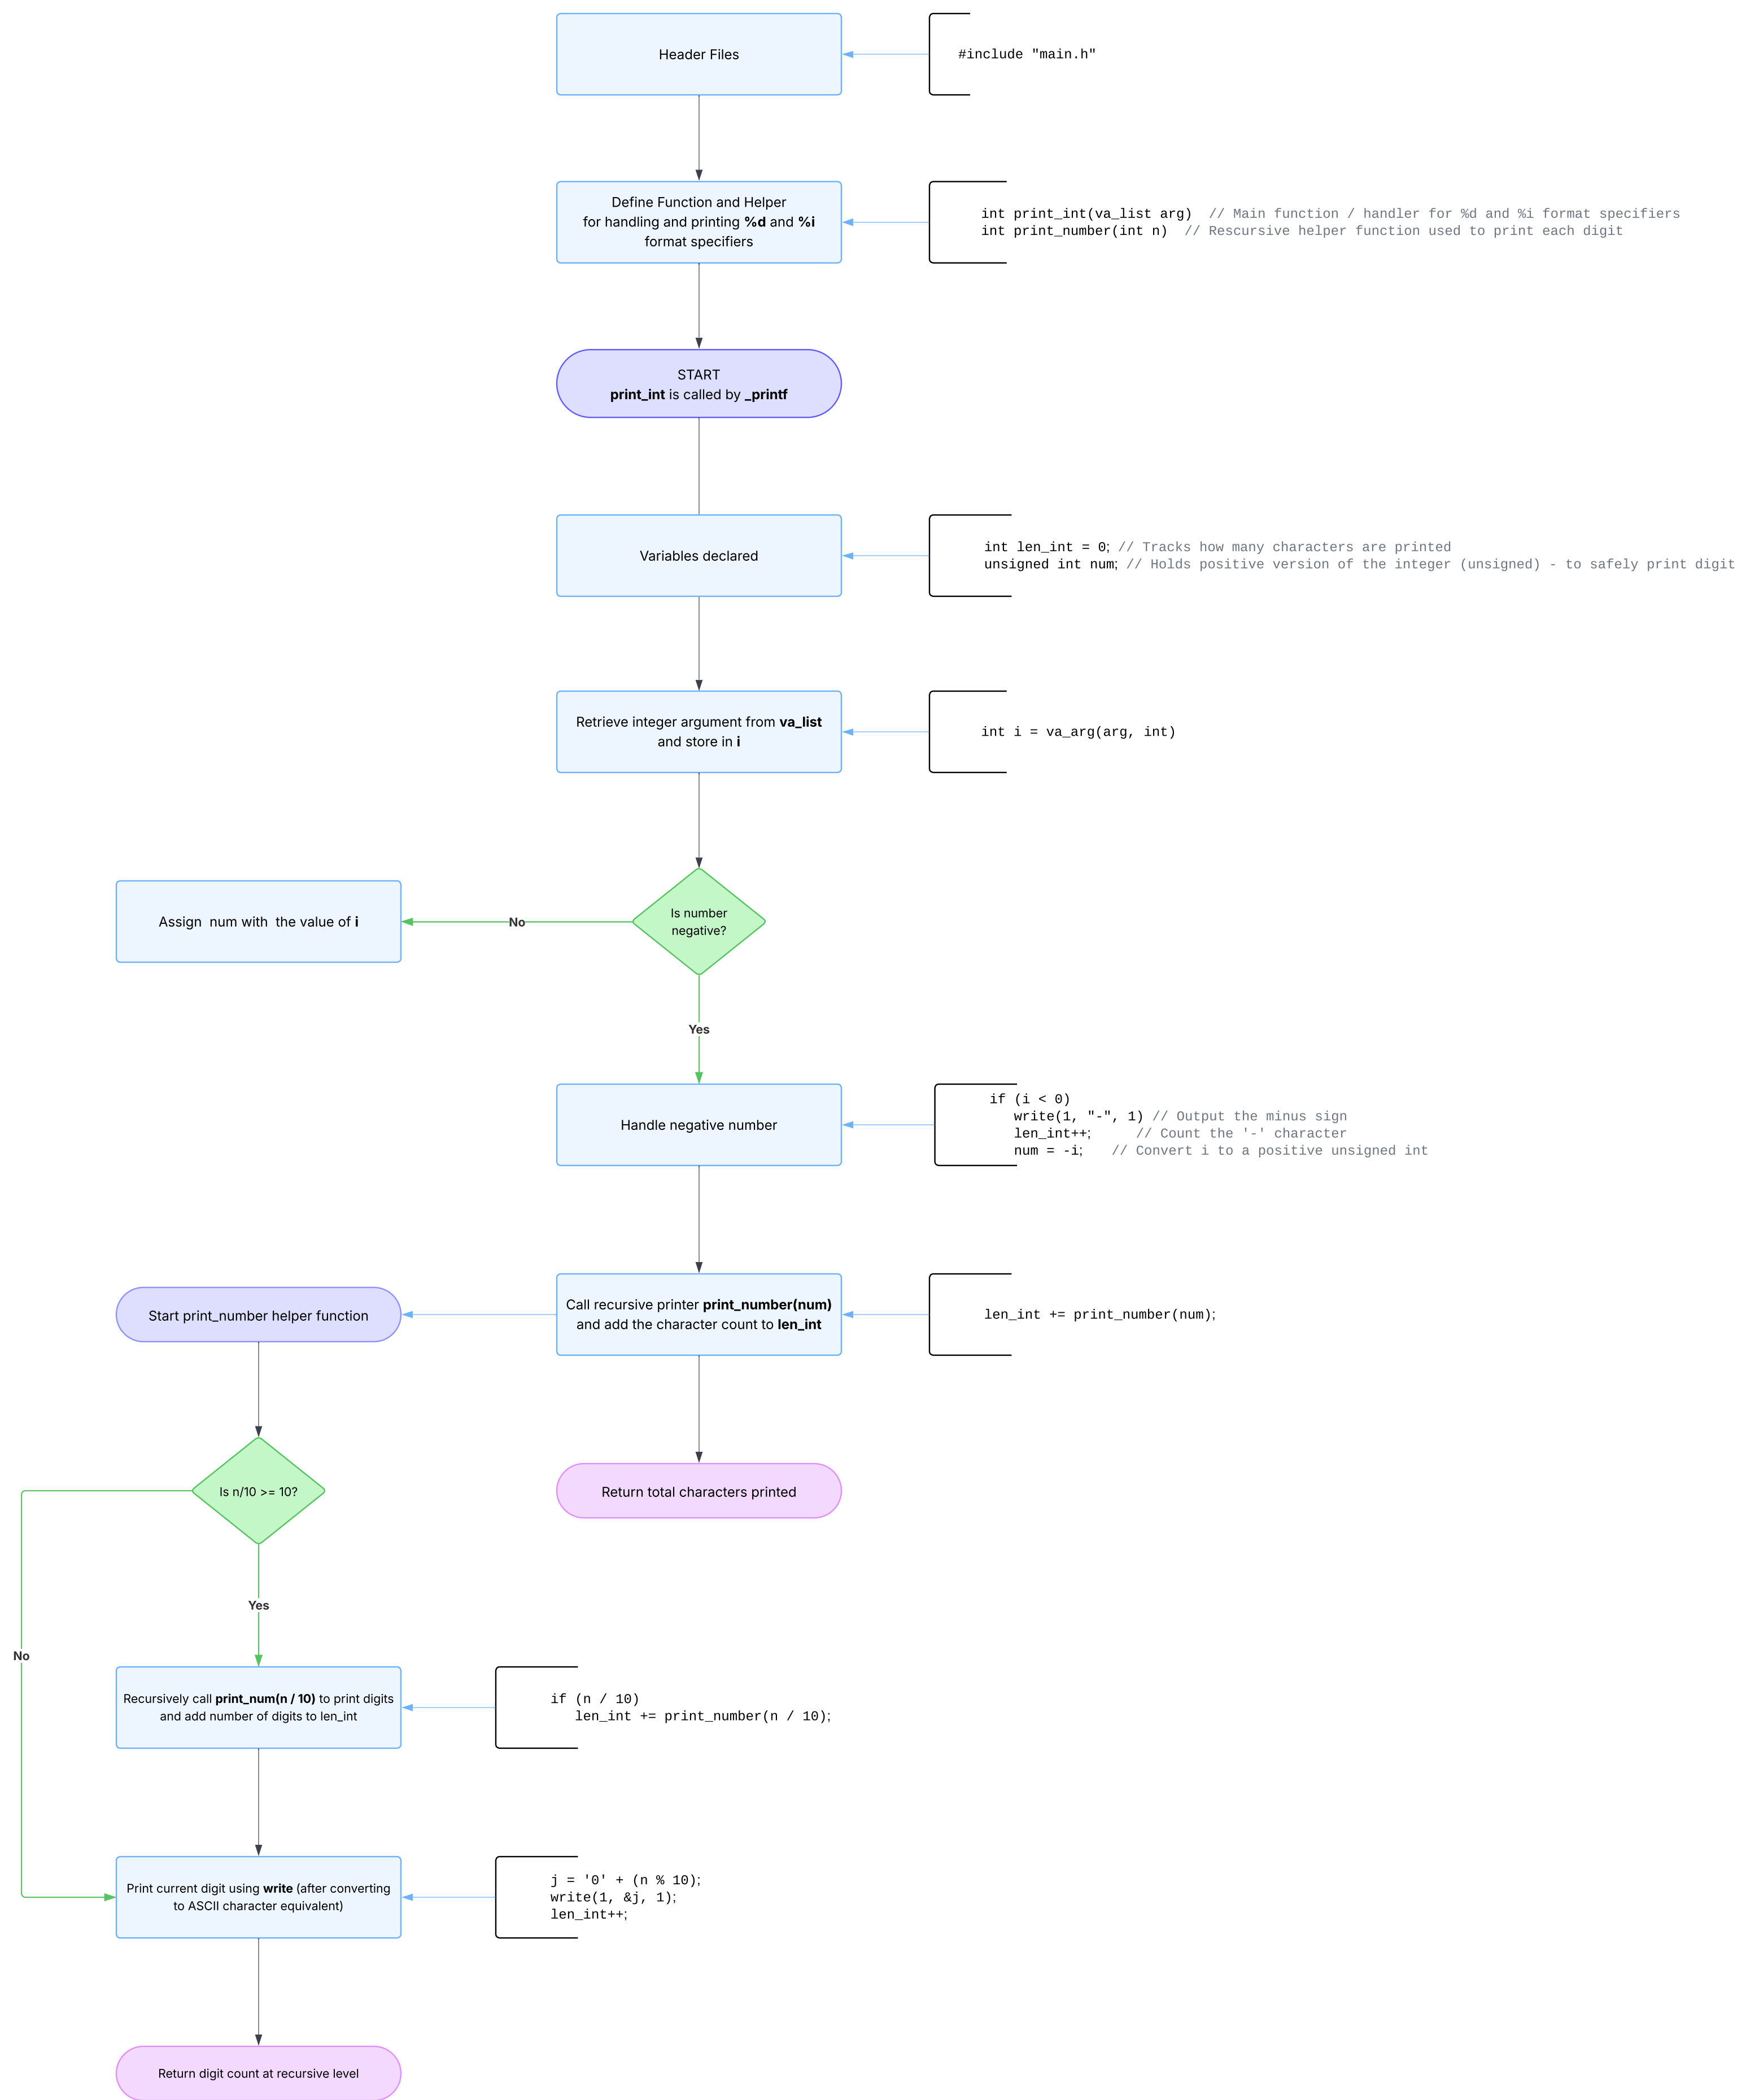 Header Files
#include "main.h"
Define Function and Helper
for handling and printing %d and %i
format specifiers
int print_int(va_list arg)  // Main function / handler for %d and %i format specifiers
int print_number(int n)  // Rescursive helper function used to print each digit
START
print_int is called by _printf
Variables declared
int len_int = 0; // Tracks how many characters are printed
unsigned int num; // Holds positive version of the integer (unsigned) - to safely print digit
Retrieve integer argument from va_list
and store in i
int i = va_arg(arg, int)
Is number
negative?
No
Assign  num with  the value of i
Yes
Handle negative number
if (i < 0)
write(1, "-", 1) // Output the minus sign
len_int++;     // Count the '-' character
num = -i;   // Convert i to a positive unsigned int
Call recursive printer print_number(num)
and add the character count to len_int
len_int += print_number(num);
Start print_number helper function
Return total characters printed
Is n/10 >= 10?
Yes
No
Recursively call print_num(n / 10) to print digits
and add number of digits to len_int
if (n / 10)
len_int += print_number(n / 10);
Print current digit using write (after converting
to ASCII character equivalent)
j = '0' + (n % 10);
write(1, &j, 1);
len_int++;
Return digit count at recursive level